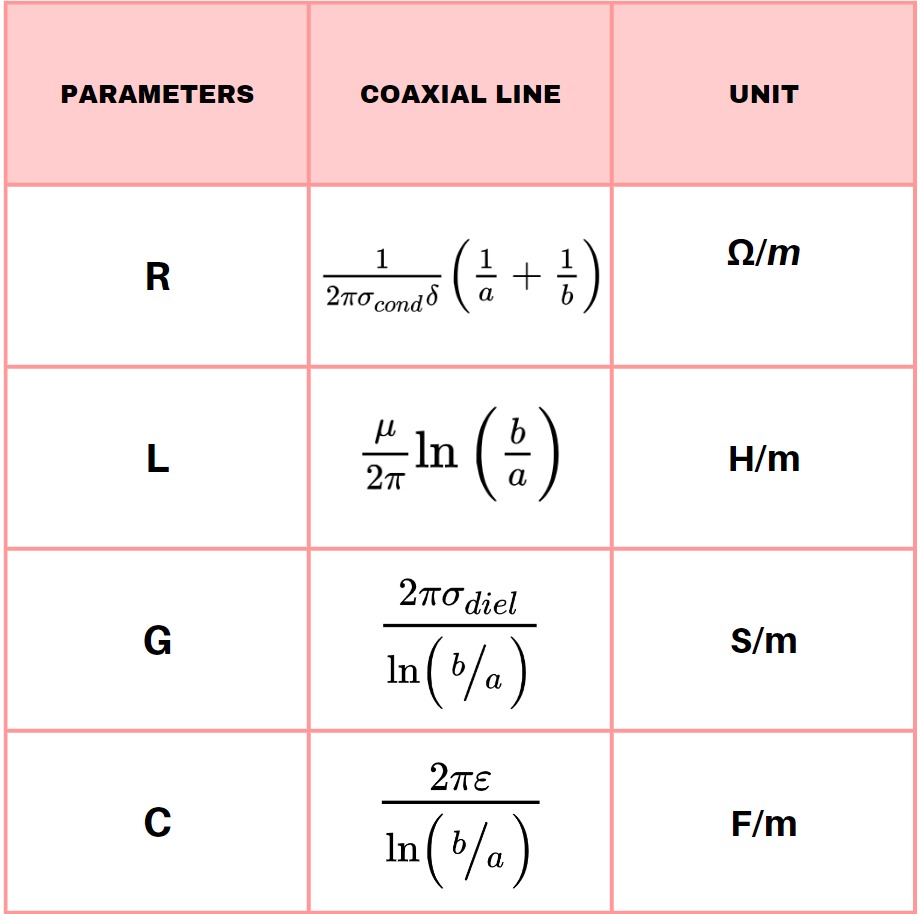 PARAMETERS COAXIAL LINE UNIT
R \frac{1}{2\pi\sigma_{cond}\delta}\left(\frac{1}{a}+\frac{1}{b}\right) Ω/m
L \frac{\mu}{2\pi}\ln\left(\frac{b}{a}\right) H/m
G \frac{2\pi\sigma_{diel}}{\ln\left(b/a\right)} S/m
C \frac{2\pi\varepsilon}{\ln\left(b/a\right)} F/m